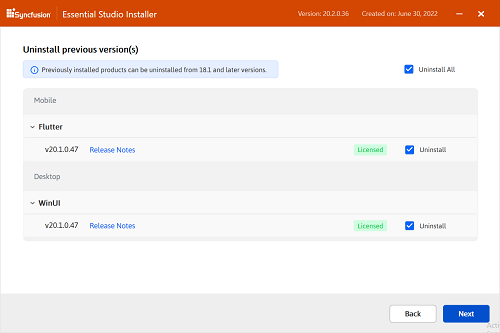 Syncfusion Essential Studio Installer Version: 20.2.0.36 Created on: June 30, 2022
Uninstall previous version(s)
Previously installed products can be uninstalled from 18.1 and later versions. Uninstall All
Mobile
Flutter
v20.1.0.47 Release Notes Licensed Uninstall
Desktop
WinUI
v20.1.0.47 Release Notes Licensed Uninstall
Back Next